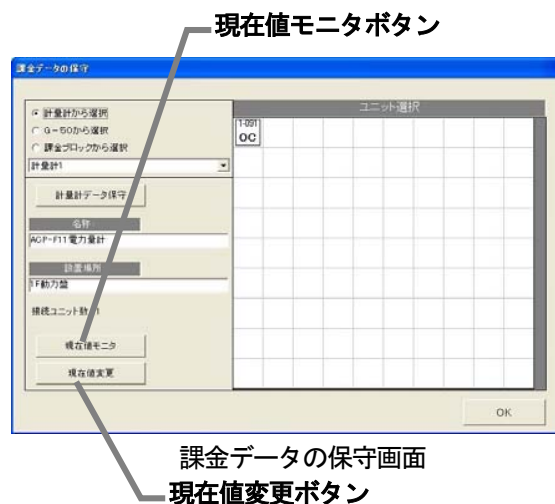 現在値モニタボタン
課金データの保守
計量計から選択
G-50から選択
課金ブロックから選択
計量計1
計量計データ保守
名称
ACP-F11電力量計
設置場所
1F動力盤
接続ユニット数 1
現在値モニタ
現在値変更
ユニット選択
1-091
OC
OK
課金データの保守画面
現在値変更ボタン